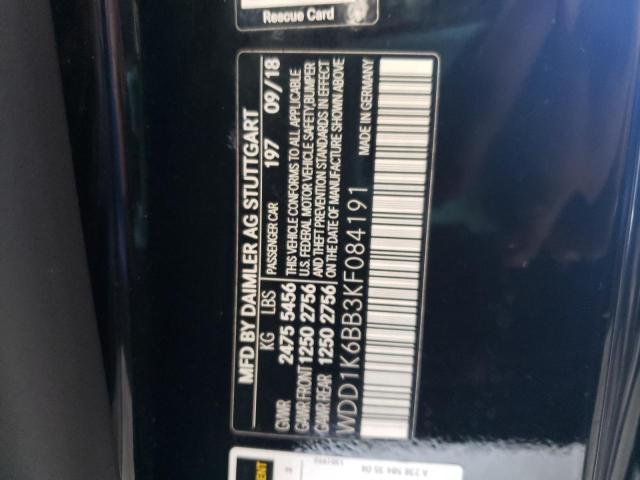 Rescue Card
MFD BY DAIMLER AG STUTTGART
KG LBS PASSENGER CAR 197 09/18
GVWR 2475 5456 THIS VEHICLE CONFORMS TO ALL APPLICABLE
GAWR FRONT 1250 2756 U.S. FEDERAL MOTOR VEHICLE SAFETY,BUMPER
GAWR REAR 1250 2756 AND THEFT PREVENTION STANDARDS IN EFFECT
ON THE DATE OF MANUFACTURE SHOWN ABOVE
WDD1K6BB3KF084191 MADE IN GERMANY
A 238 584 35 04